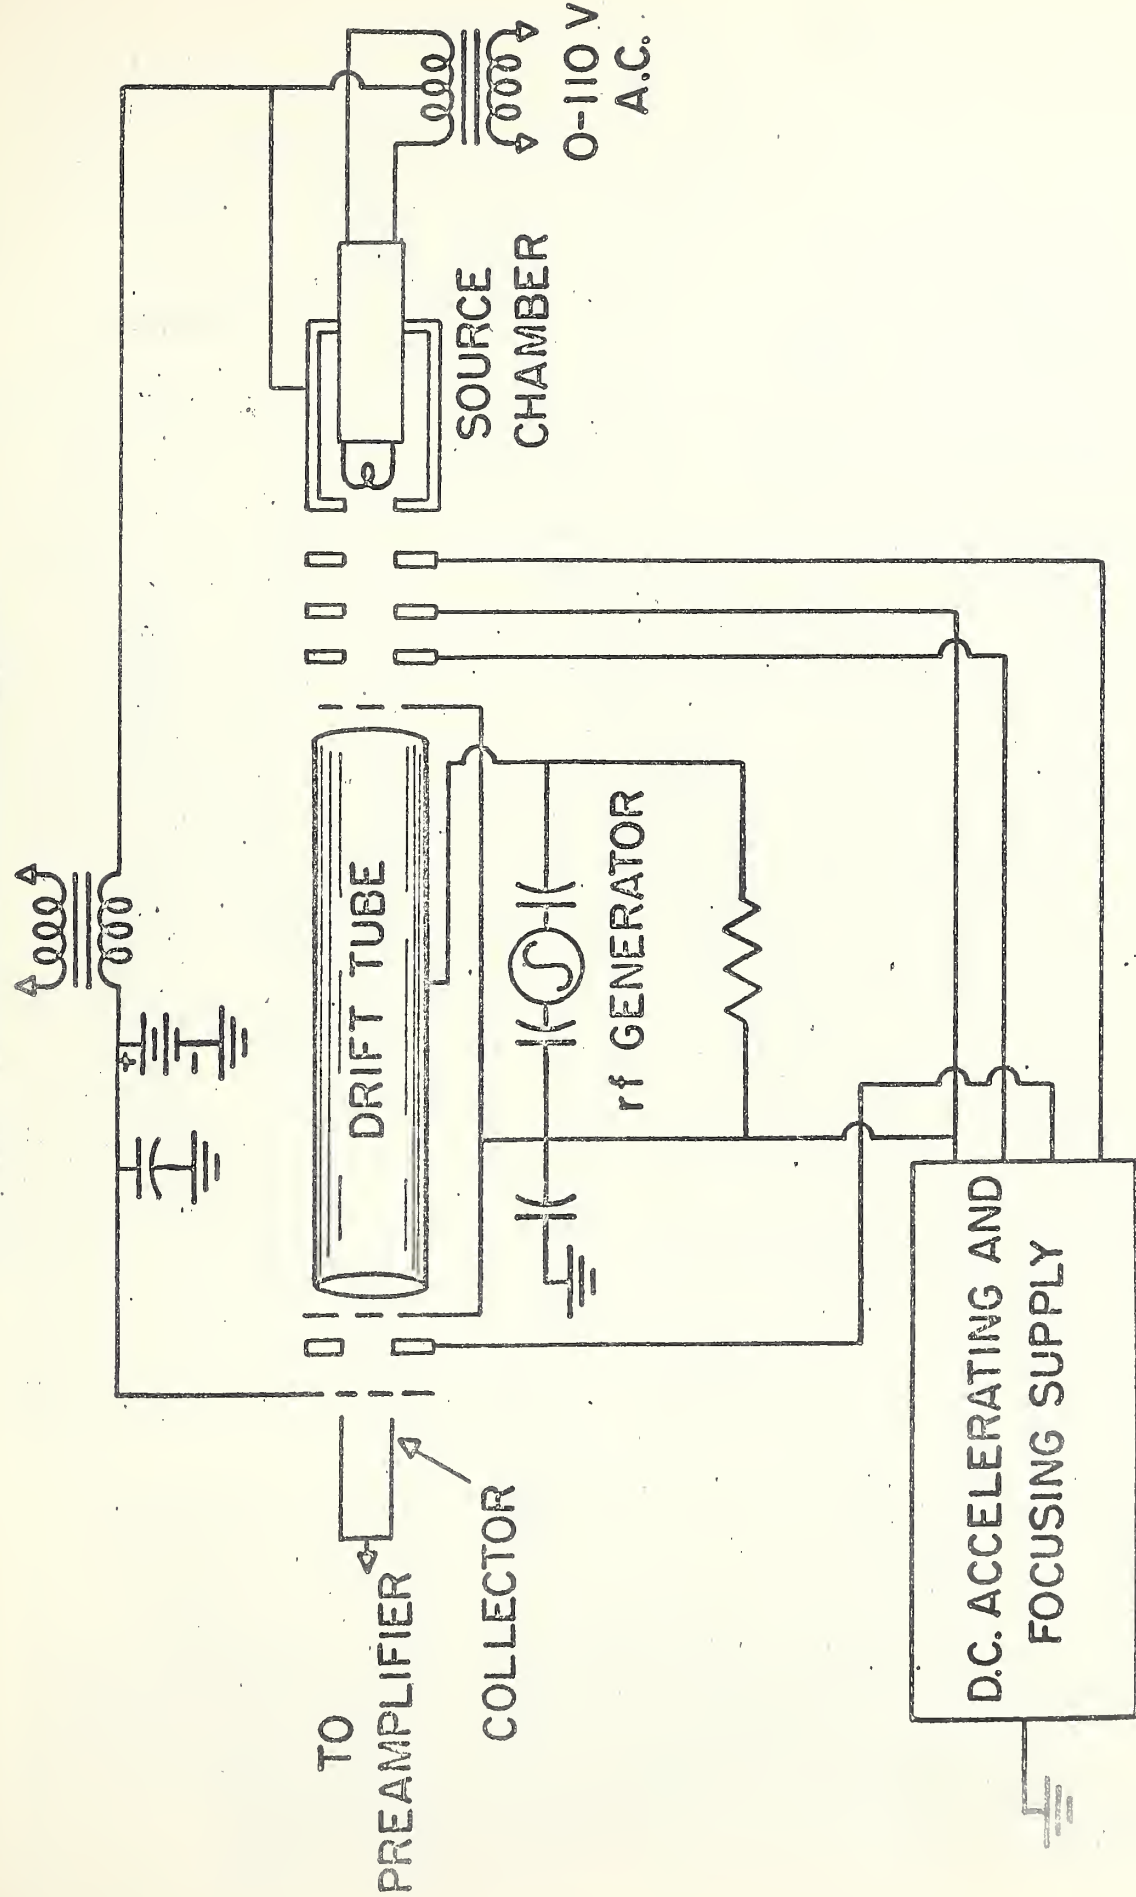 TO
PREAMPLIFIER
COLLECTOR
DRIFT TUBE
rf GENERATOR
SOURCE
CHAMBER
0-110 V
A.C.
+
-
D.C. ACCELERATING AND
FOCUSING SUPPLY